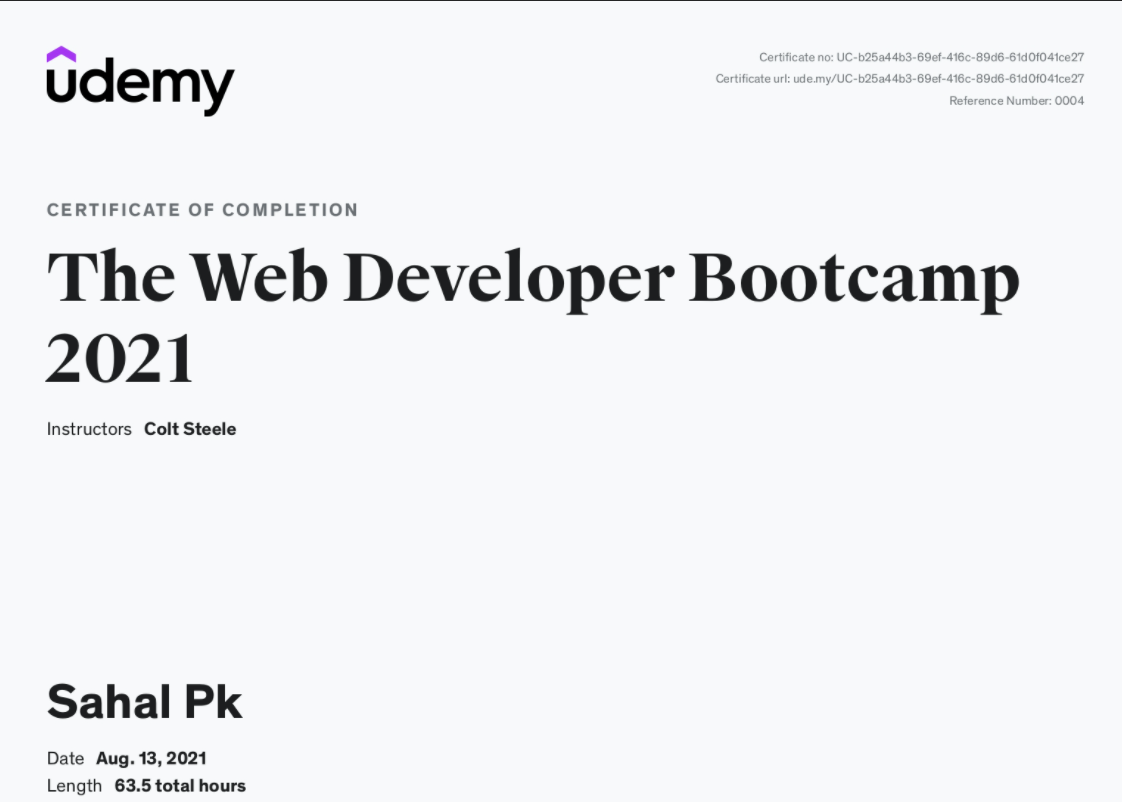 udemy
Certificate no: UC-b25a44b3-69ef-416c-89d6-61d0f041ce27
Certificate url: ude.my/UC-b25a44b3-69ef-416c-89d6-61d0f041ce27
Reference Number: 0004
CERTIFICATE OF COMPLETION
The Web Developer Bootcamp
2021
Instructors Colt Steele
Sahal Pk
Date Aug. 13, 2021
Length 63.5 total hours